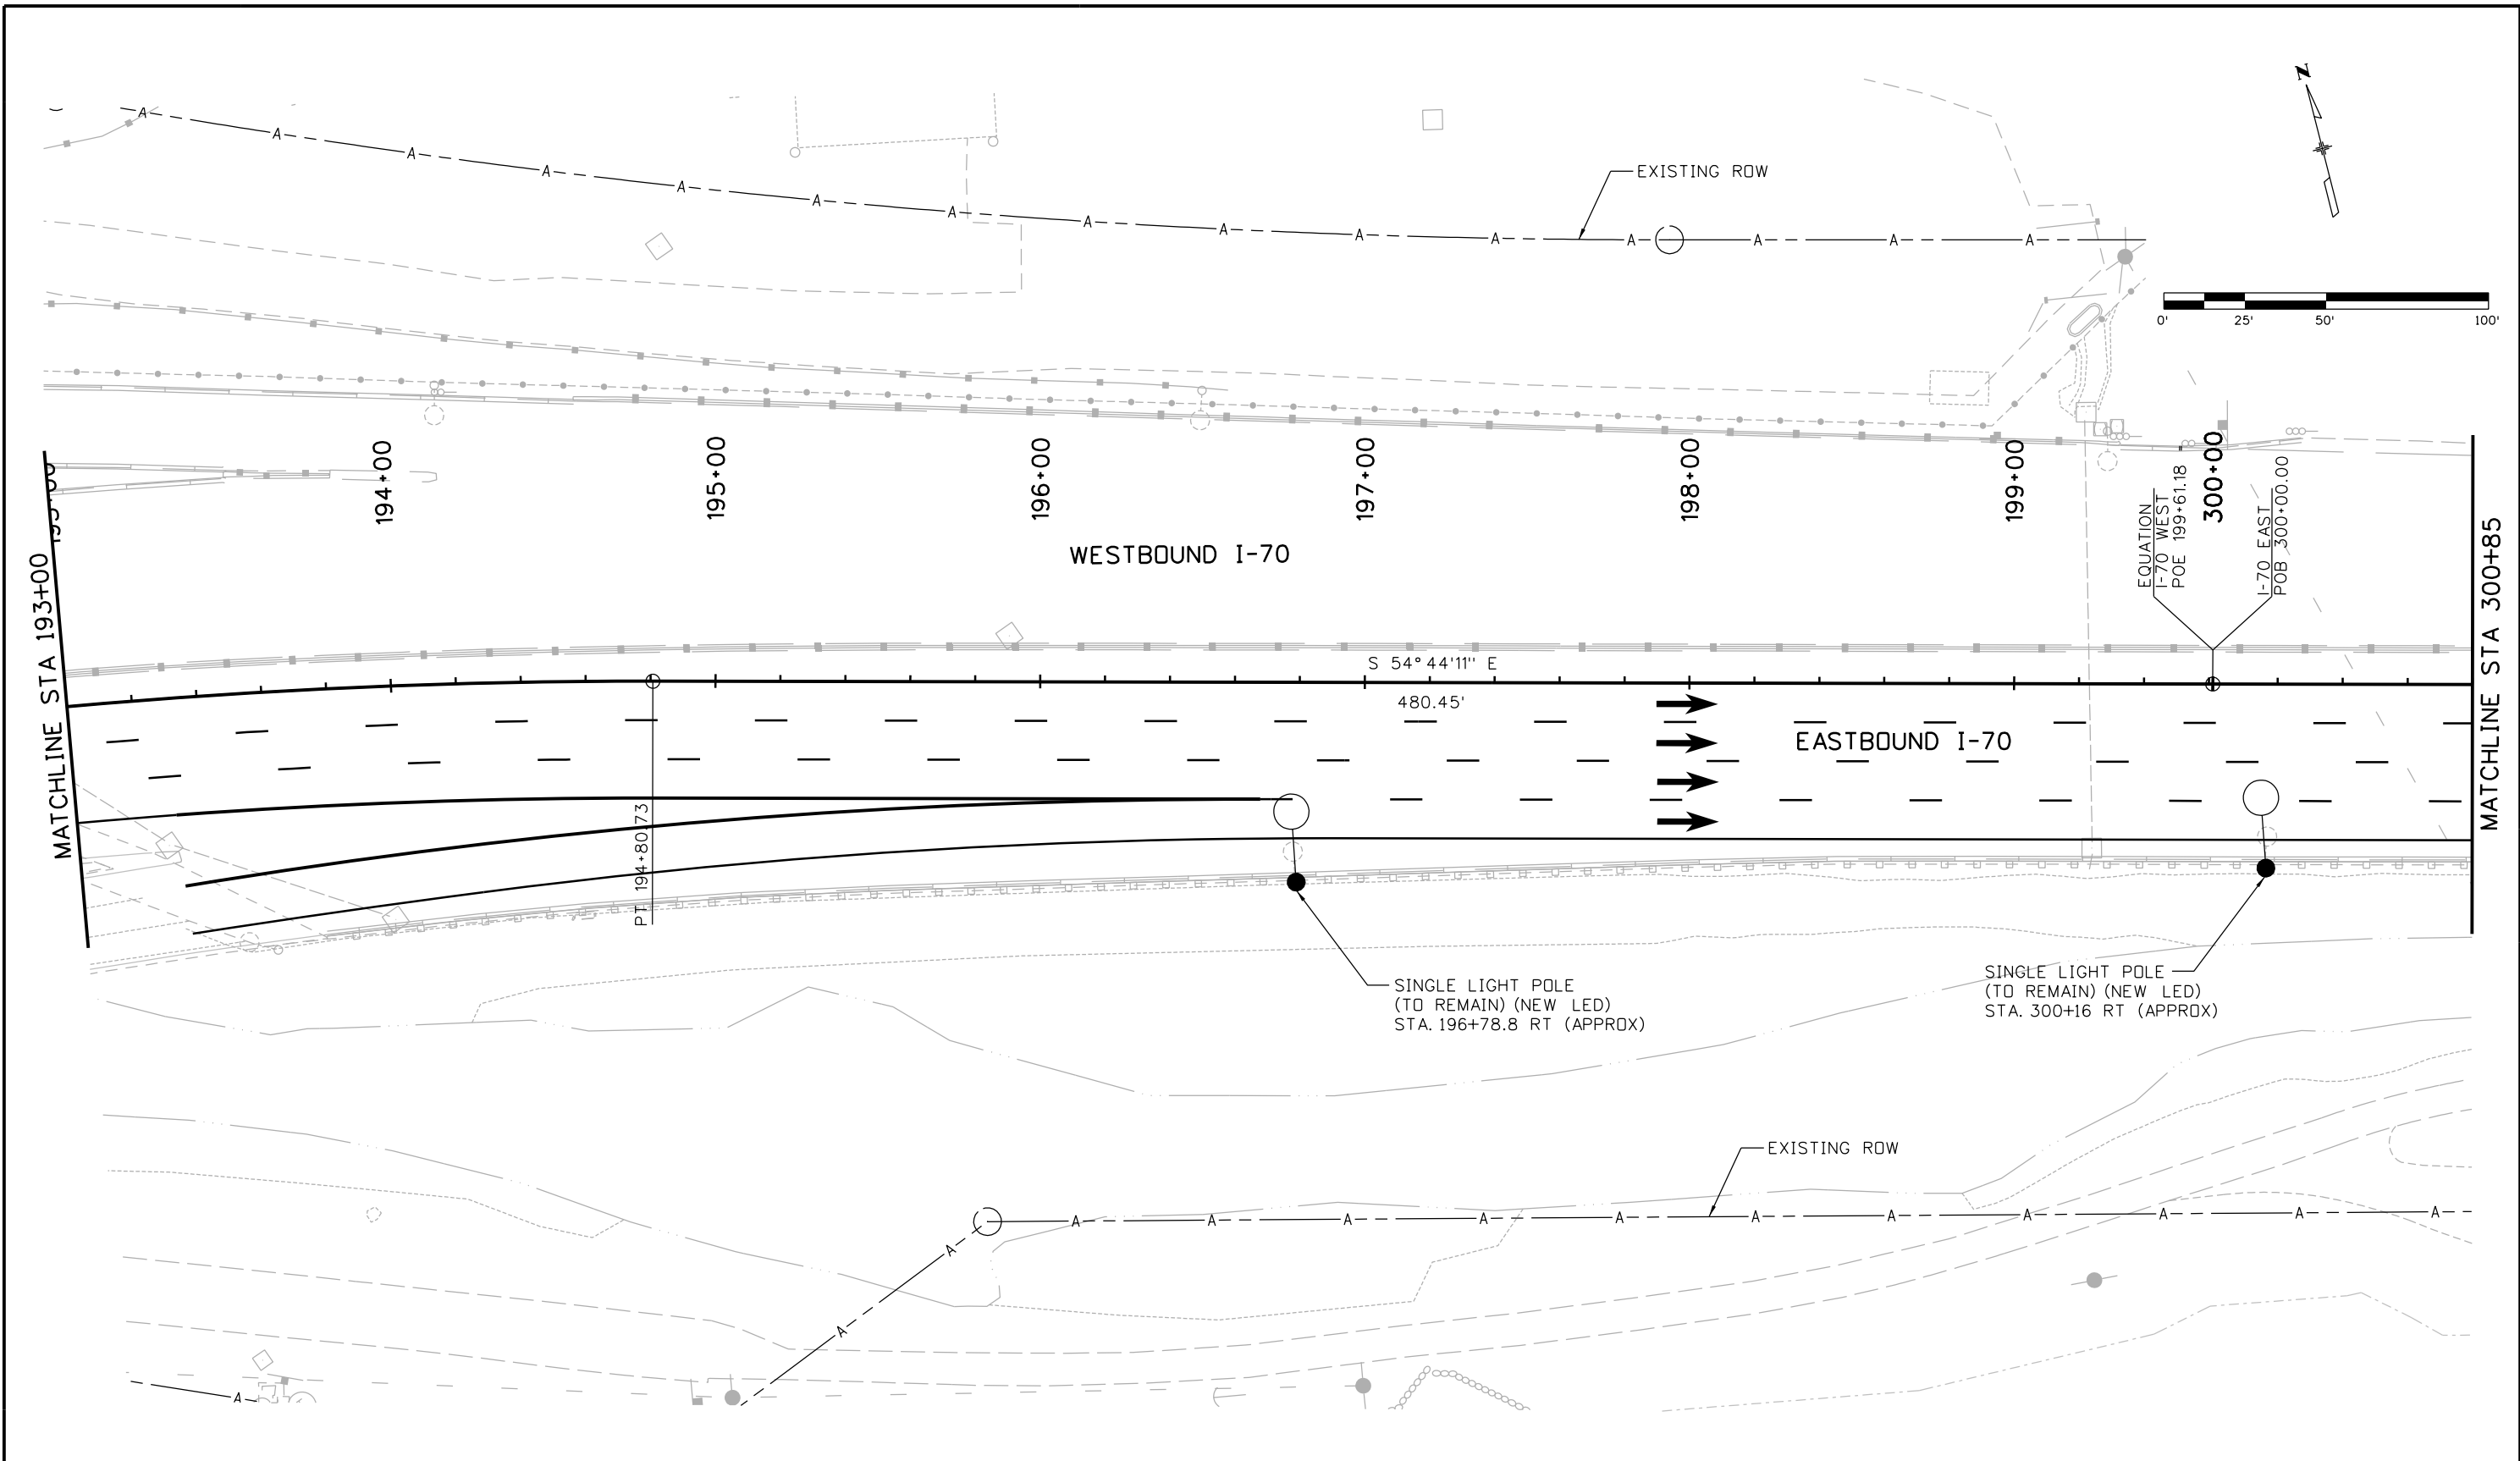 N
EXISTING ROW
0' 25' 50' 100'
194+00
195+00
196+00
197+00
198+00
199+00
300+00
EQUATION
I-70 WEST
POE 199+61.18
I-70 EAST
POB 300+00.00
MATCHLINE STA 193+00
MATCHLINE STA 300+85
WESTBOUND I-70
S 54°44'11'' E
480.45'
EASTBOUND I-70
PT 194+80.73
SINGLE LIGHT POLE
(TO REMAIN) (NEW LED)
STA. 196+78.8 RT (APPROX)
SINGLE LIGHT POLE
(TO REMAIN) (NEW LED)
STA. 300+16 RT (APPROX)
EXISTING ROW
A A A A A A A A A A A A A A A
A A A A A A A A A A A
A
A
A